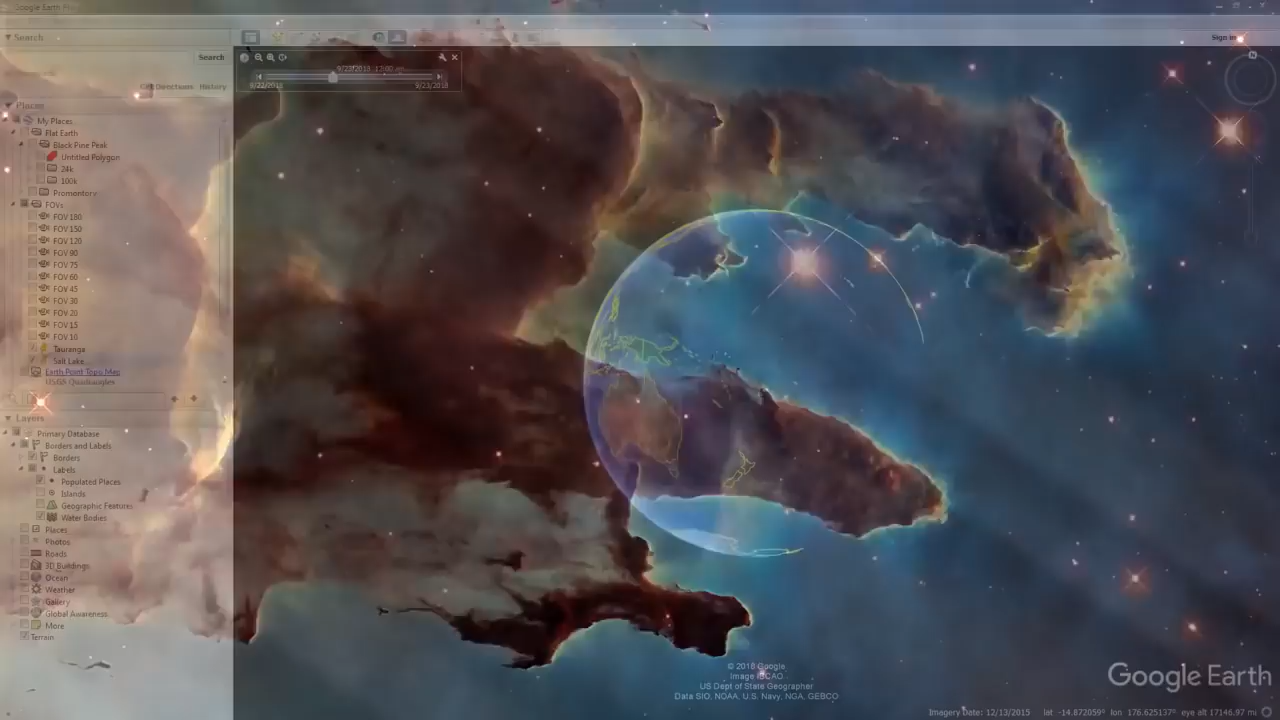 Google Earth Pro
Search
Sign in
Search
Get Directions History
9/23/2018 12:00 am
9/22/2018
9/23/2018
Places
My Places
Flat Earth
Black Pine Peak
Untitled Polygon
24k
100k
Promontory
FOVs
FOV 180
FOV 150
FOV 120
FOV 90
FOV 75
FOV 60
FOV 45
FOV 30
FOV 20
FOV 15
FOV 10
Tauranga
Salt Lake
Earth Point Topo Map
USGS Quadrangles
Layers
Primary Database
Borders and Labels
Borders
Labels
Populated Places
Islands
Geographic Features
Water Bodies
Places
Photos
Roads
3D Buildings
Ocean
Weather
Gallery
Global Awareness
More
Terrain
N
© 2018 Google
Image IBCAO
US Dept of State Geographer
Data SIO, NOAA, U.S. Navy, NGA, GEBCO
Google Earth
Imagery Date: 12/13/2015 lat -14.872059° lon 176.625137° eye alt 17146.97 mi